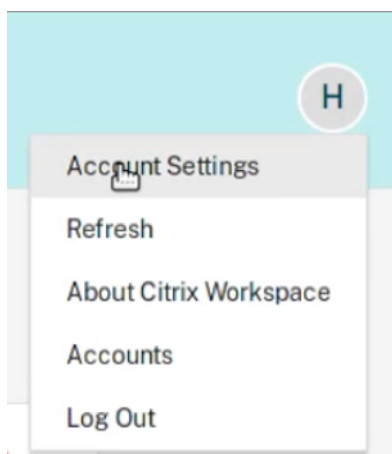 H
Account Settings
Refresh
About Citrix Workspace
Accounts
Log Out